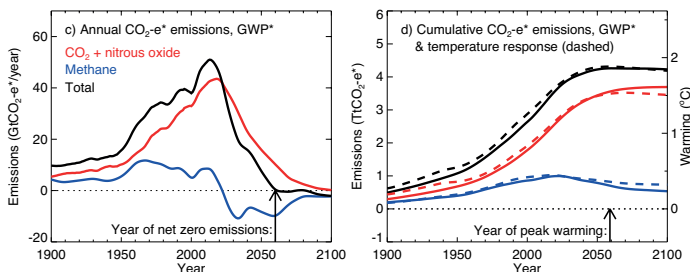 c) Annual CO₂-e* emissions, GWP*
CO₂ + nitrous oxide
Methane
Total
Emissions (GtCO₂-e*/year)
60
40
20
0
-20
Year of net zero emissions:
1900
1950
2000
2050
2100
Year
d) Cumulative CO₂-e* emissions, GWP*
& temperature response (dashed)
Emissions (TtCO₂-e*)
6
5
4
3
2
1
0
-1
Year of peak warming:
1900
1950
2000
2050
2100
Year
2
1
0
Warming (°C)